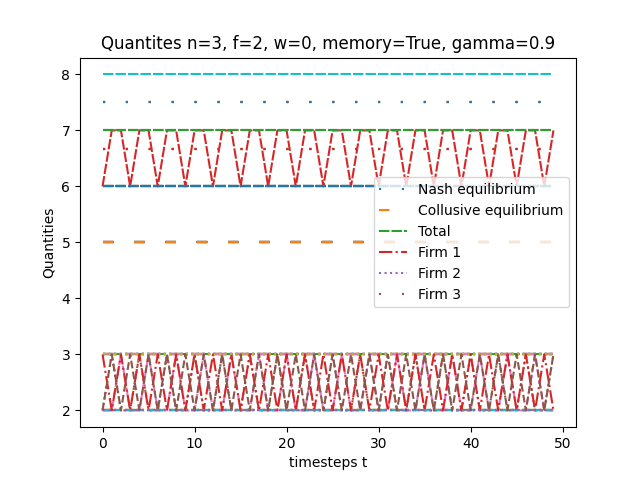 Quantites n=3, f=2, w=0, memory=True, gamma=0.9
8
7
6
5
4
3
2
Quantities
Nash equilibrium
Collusive equilibrium
Total
Firm 1
Firm 2
Firm 3
0 10 20 30 40 50
timesteps t